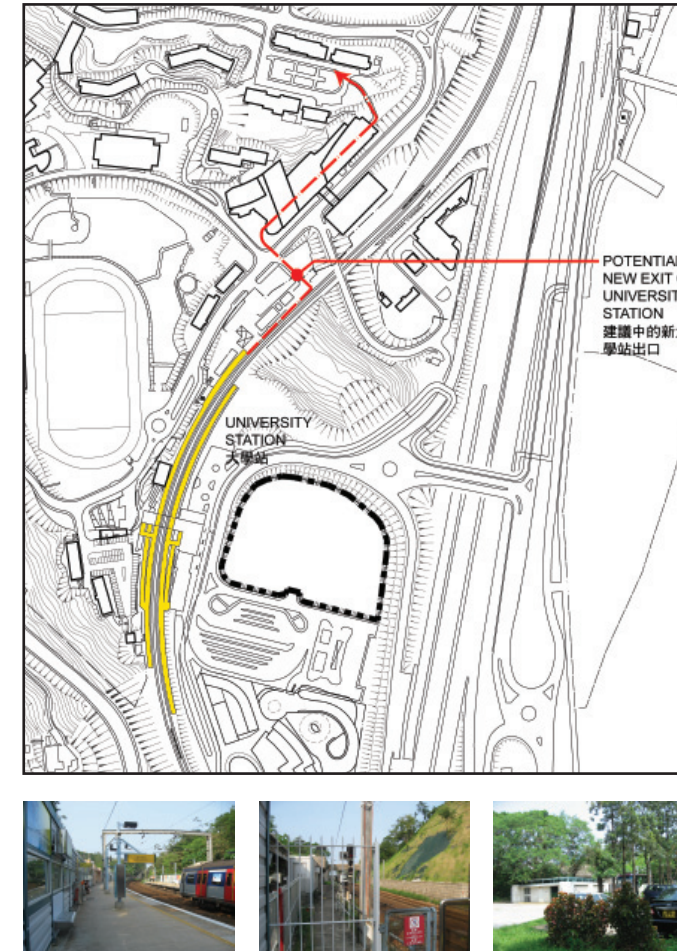 POTENTIAL
NEW EXIT
UNIVERSIT
STATION
建議中的新
學站出口
UNIVERSITY
STATION
大學站